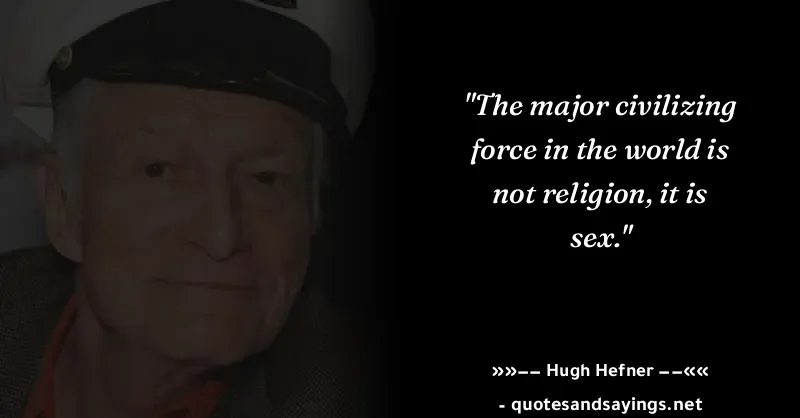 "The major civilizing
force in the world is
not religion, it is
sex."
»»−− Hugh Hefner −−««
- quotesandsayings.net